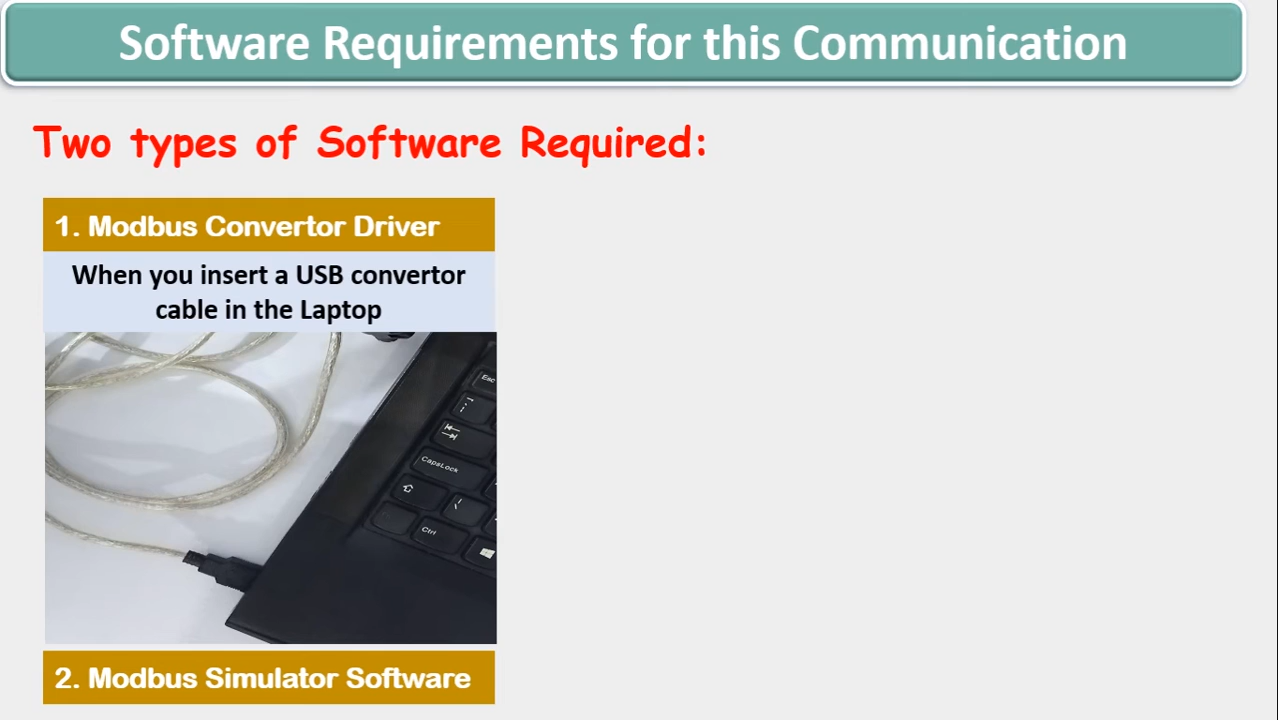 Software Requirements for this Communication
Two types of Software Required:
1. Modbus Convertor Driver
When you insert a USB convertor
cable in the Laptop
Esc
CapsLock
Ctrl
2. Modbus Simulator Software